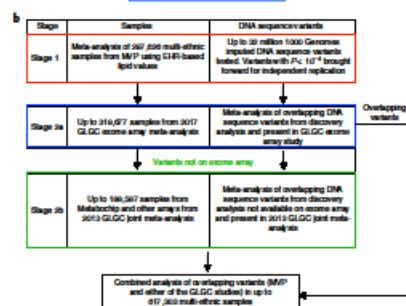 b
Stage Samples DNA sequence variants
Stage 1
Meta-analysis of 297,626 multi-ethnic
samples from MVP using EHR-based
lipid values
Up to 32 million 1000 Genomes
imputed DNA sequence variants
tested. Variants with P< 10⁻⁴ brought
forward for independent replication
Stage 2a
Up to 319,677 samples from 2017
GLGC exome array meta-analysis
Meta-analysis of overlapping DNA
sequence variants from discovery
analysis and present in GLGC exome
array study
Overlapping
variants
Variants not on exome array
Stage 2b
Up to 188,587 samples from
Metabochip and other arrays from
2013 GLGC joint meta-analysis
Meta-analysis of overlapping DNA
sequence variants from discovery
analysis not available on exome array
and present in 2013 GLGC joint meta-
analysis
Combined analysis of overlapping variants (MVP
and either of the GLGC studies) in up to
617,303 multi-ethnic samples